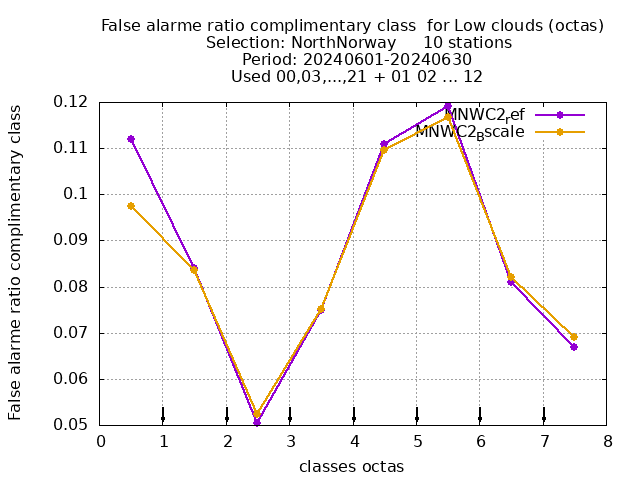 False alarme ratio complimentary class  for Low clouds (octas)
Selection: NorthNorway     10 stations
Period: 20240601-20240630
Used 00,03,...,21 + 01 02 ... 12
False alarme ratio complimentary class
0.12
0.11
0.1
0.09
0.08
0.07
0.06
0.05
MNWC2ref
MNWC2Bscale
0 1 2 3 4 5 6 7 8
classes octas